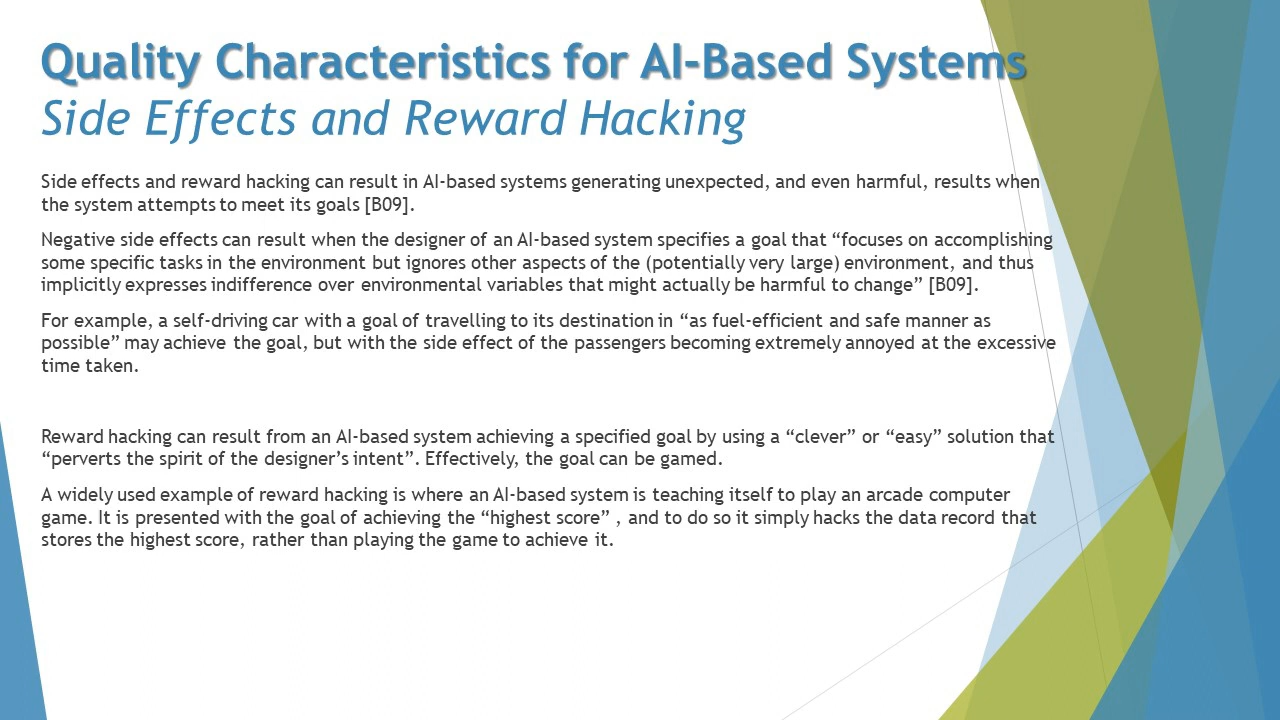 Quality Characteristics for AI-Based Systems
Side Effects and Reward Hacking
Side effects and reward hacking can result in AI-based systems generating unexpected, and even harmful, results when
the system attempts to meet its goals [B09].
Negative side effects can result when the designer of an AI-based system specifies a goal that “focuses on accomplishing
some specific tasks in the environment but ignores other aspects of the (potentially very large) environment, and thus
implicitly expresses indifference over environmental variables that might actually be harmful to change” [B09].
For example, a self-driving car with a goal of travelling to its destination in “as fuel-efficient and safe manner as
possible” may achieve the goal, but with the side effect of the passengers becoming extremely annoyed at the excessive
time taken.
Reward hacking can result from an AI-based system achieving a specified goal by using a “clever” or “easy” solution that
“perverts the spirit of the designer’s intent”. Effectively, the goal can be gamed.
A widely used example of reward hacking is where an AI-based system is teaching itself to play an arcade computer
game. It is presented with the goal of achieving the “highest score” , and to do so it simply hacks the data record that
stores the highest score, rather than playing the game to achieve it.